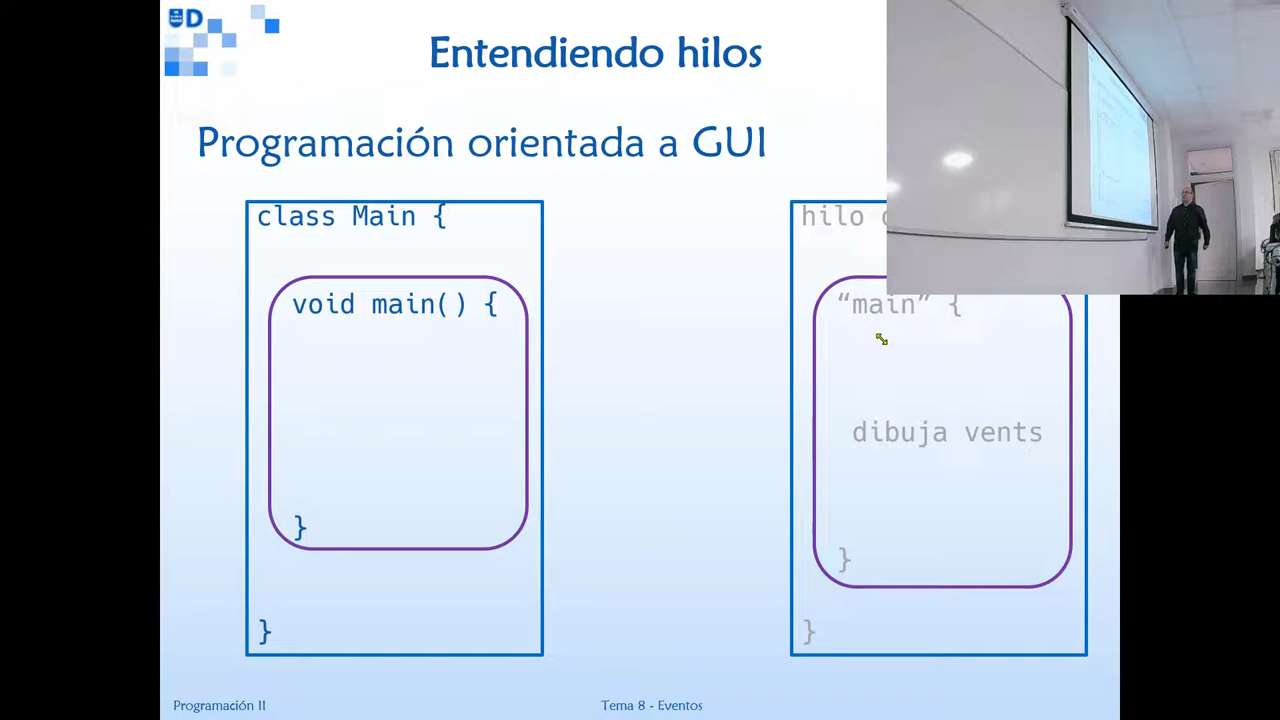 Entendiendo hilos
Programación orientada a GUI
class Main {
void main() {
}
}
hilo
“main” {
dibuja vents
}
}
Programación II
Tema 8 - Eventos